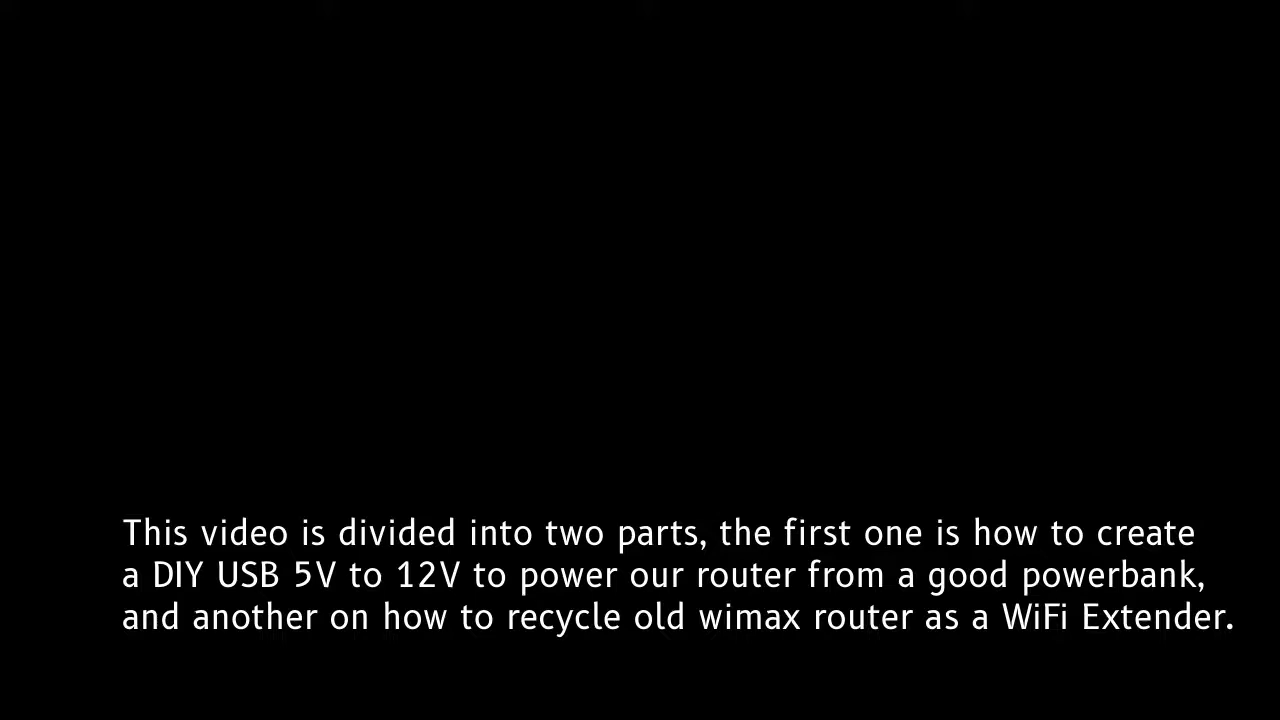 This video is divided into two parts, the first one is how to create
a DIY USB 5V to 12V to power our router from a good powerbank,
and another on how to recycle old wimax router as a WiFi Extender.